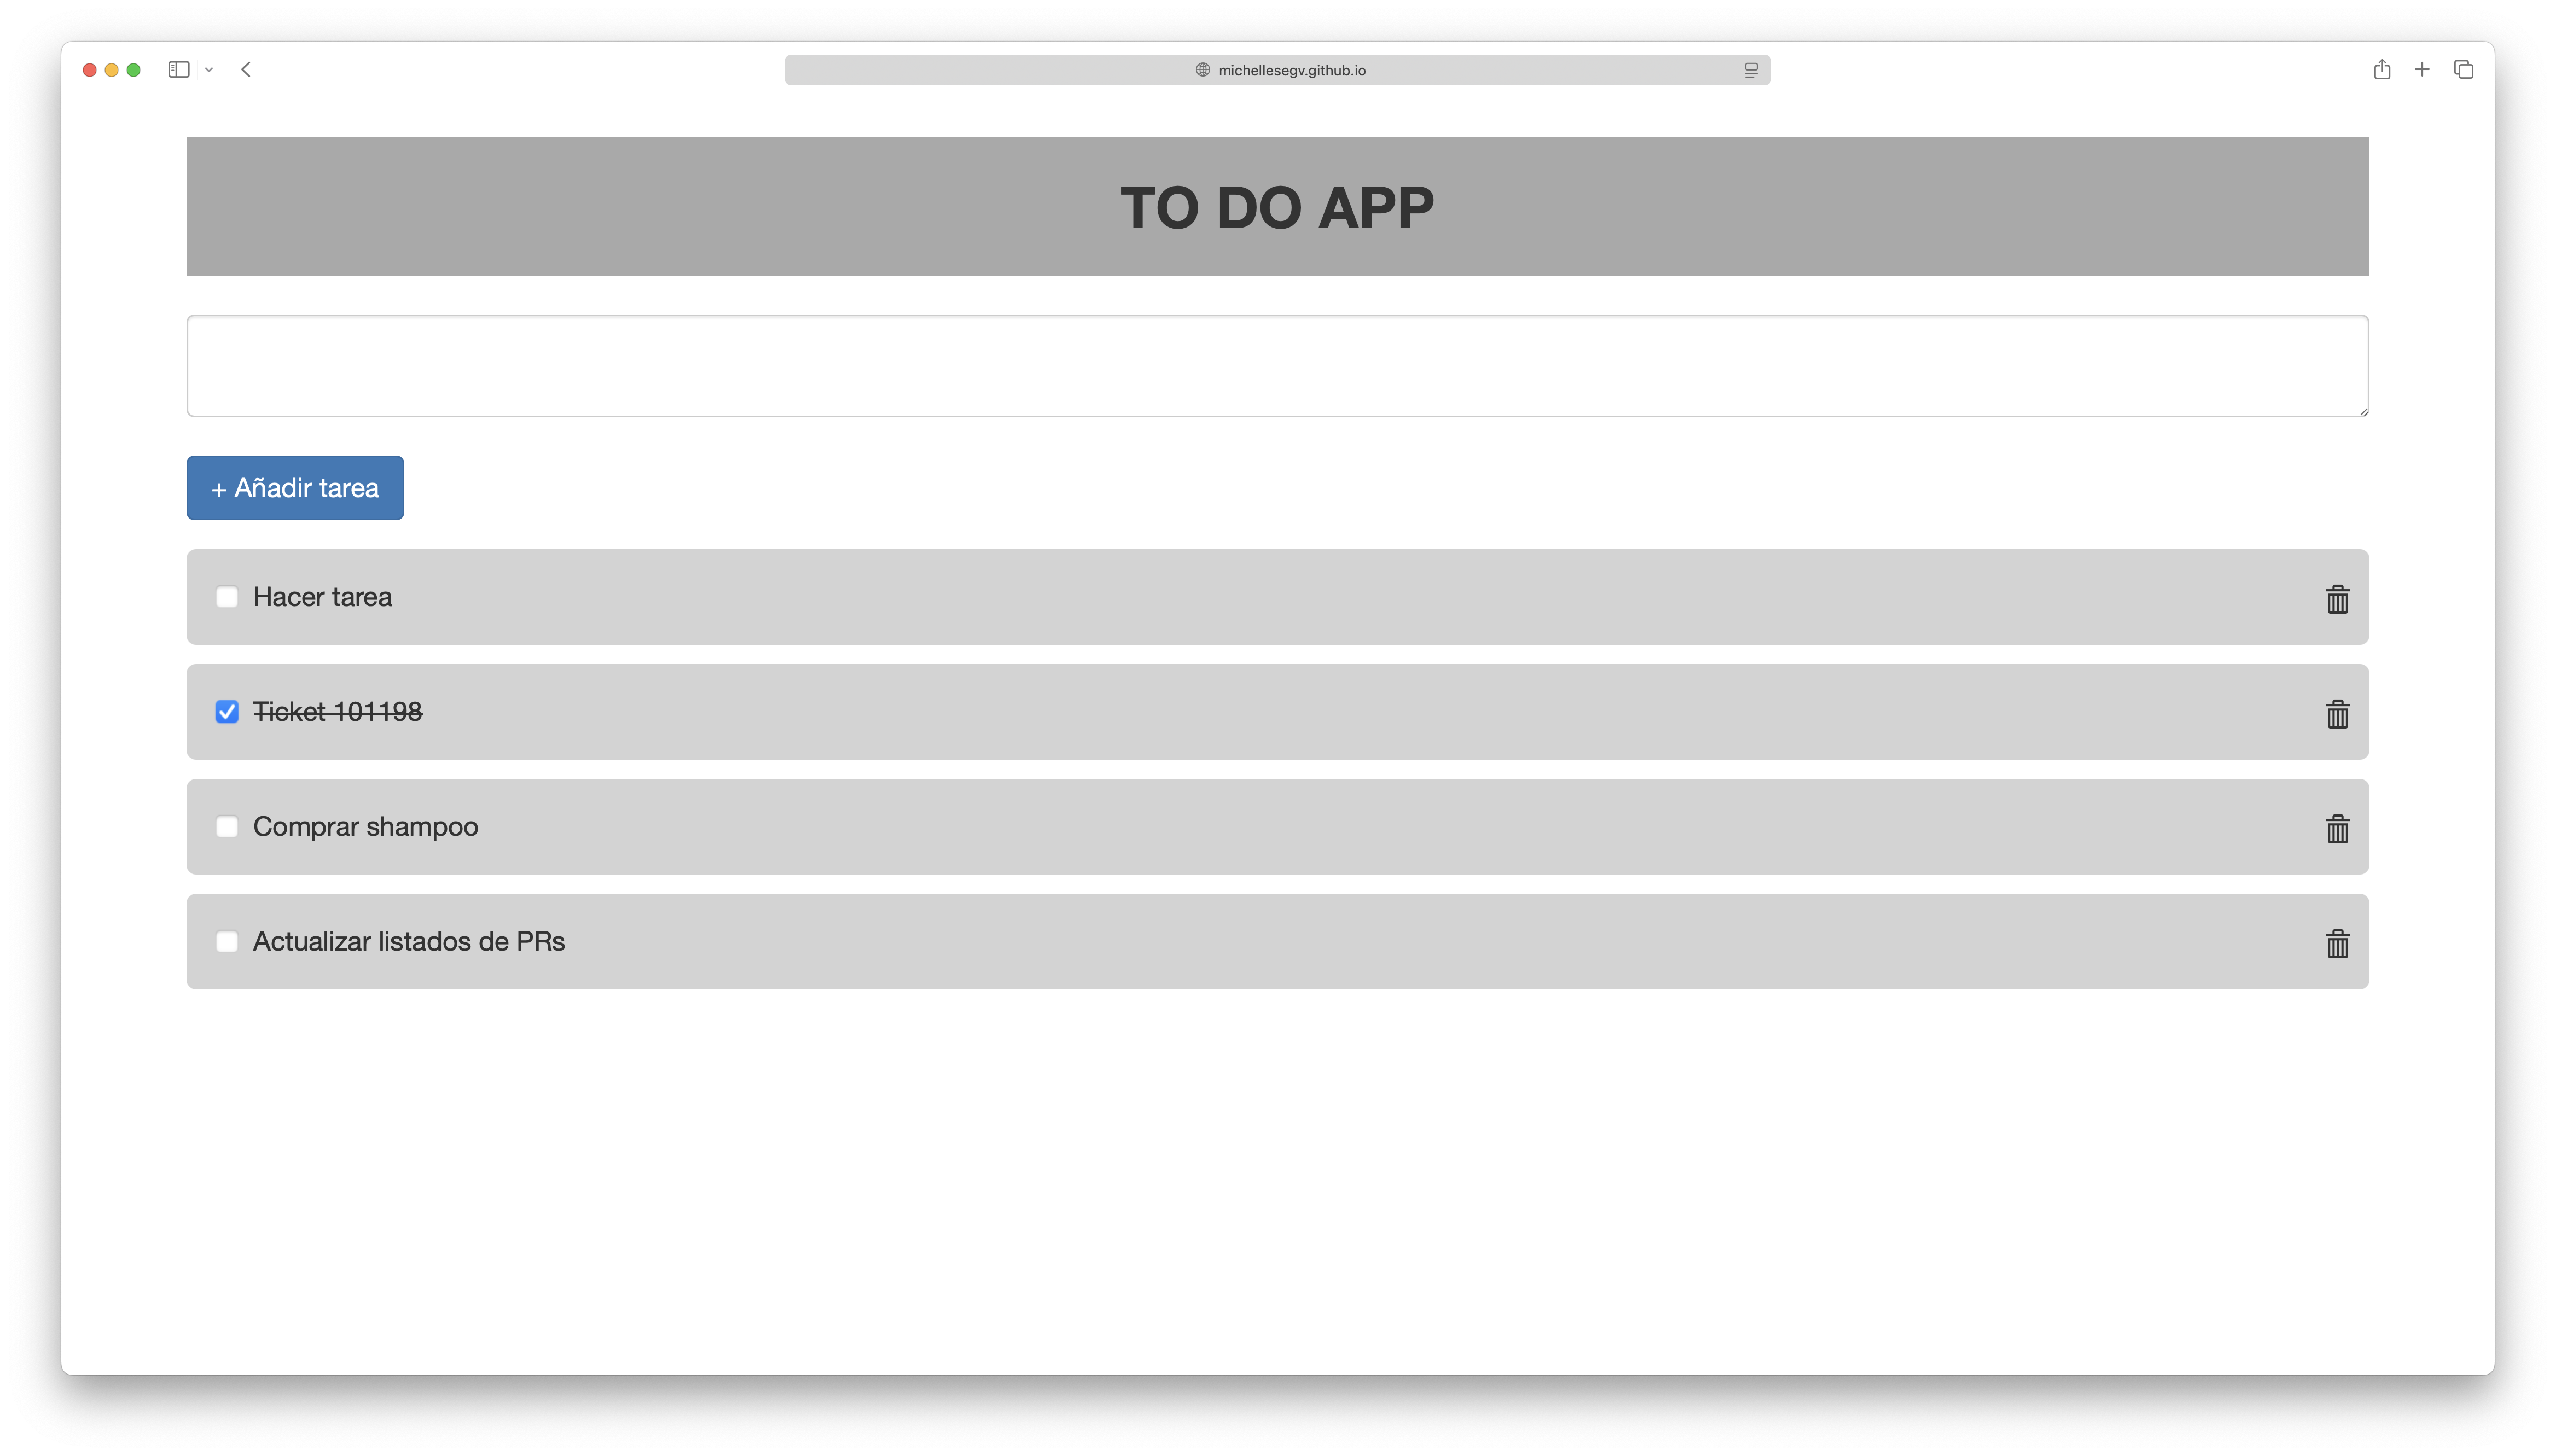 michellesegv.github.io
TO DO APP
+ Añadir tarea
Hacer tarea
Ticket 101198
Comprar shampoo
Actualizar listados de PRs